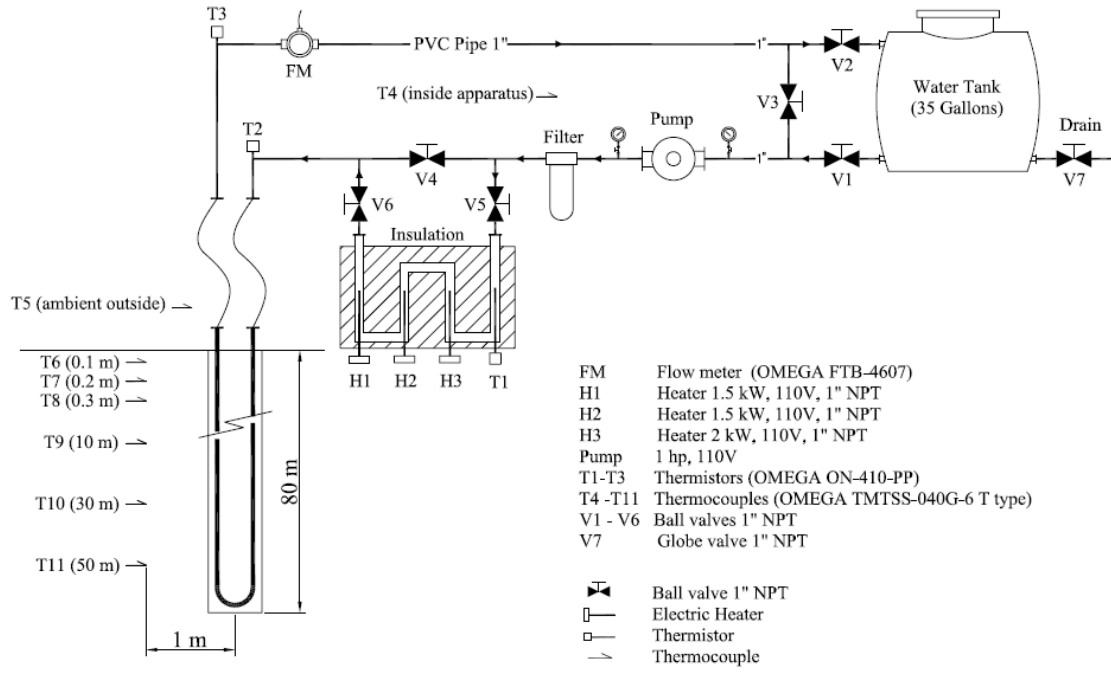 T3
FM
PVC Pipe 1"
1"
V2
T4 (inside apparatus)
V3
Water Tank
(35 Gallons)
T2
Filter
Pump
Drain
V4
1"
V1
V7
V6
V5
Insulation
T5 (ambient outside)
H1
H2
H3
T1
T6 (0.1 m)
T7 (0.2 m)
T8 (0.3 m)
T9 (10 m)
T10 (30 m)
T11 (50 m)
80 m
1 m
FM Flow meter (OMEGA FTB-4607)
H1 Heater 1.5 kW, 110V, 1" NPT
H2 Heater 1.5 kW, 110V, 1" NPT
H3 Heater 2 kW, 110V, 1" NPT
Pump 1 hp, 110V
T1-T3 Thermistors (OMEGA ON-410-PP)
T4 -T11 Thermocouples (OMEGA TMTSS-040G-6 T type)
V1 - V6 Ball valves 1" NPT
V7 Globe valve 1" NPT
Ball valve 1" NPT
Electric Heater
Thermistor
Thermocouple